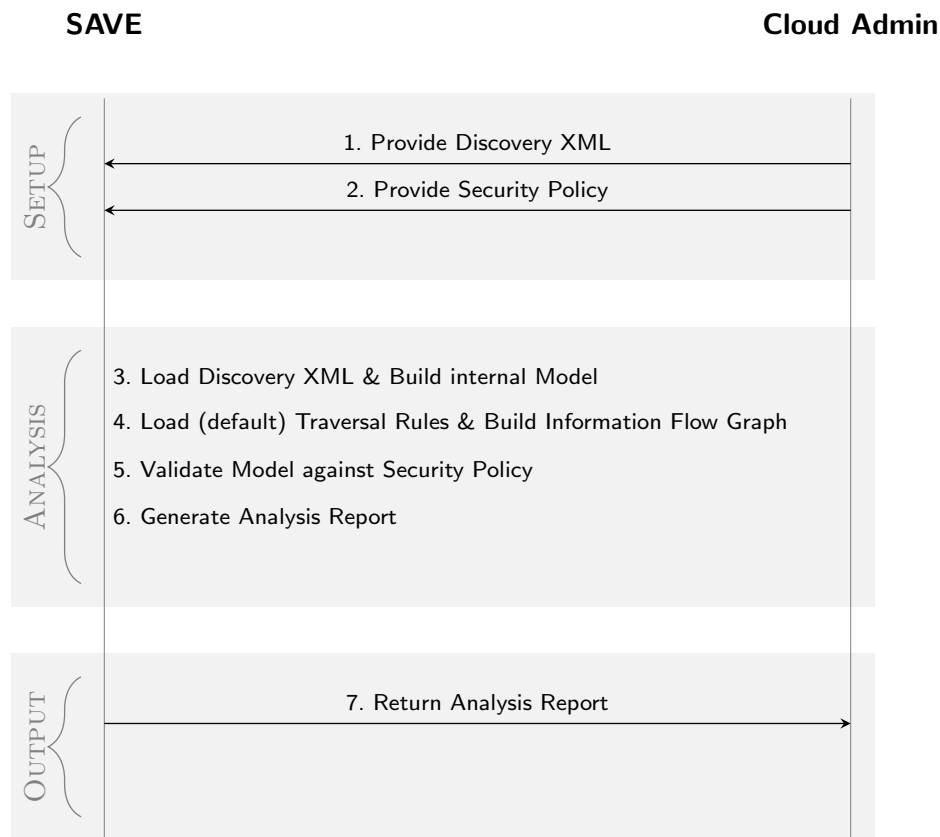 SAVE
Cloud Admin
SETUP
1. Provide Discovery XML
2. Provide Security Policy
ANALYSIS
3. Load Discovery XML & Build internal Model
4. Load (default) Traversal Rules & Build Information Flow Graph
5. Validate Model against Security Policy
6. Generate Analysis Report
OUTPUT
7. Return Analysis Report